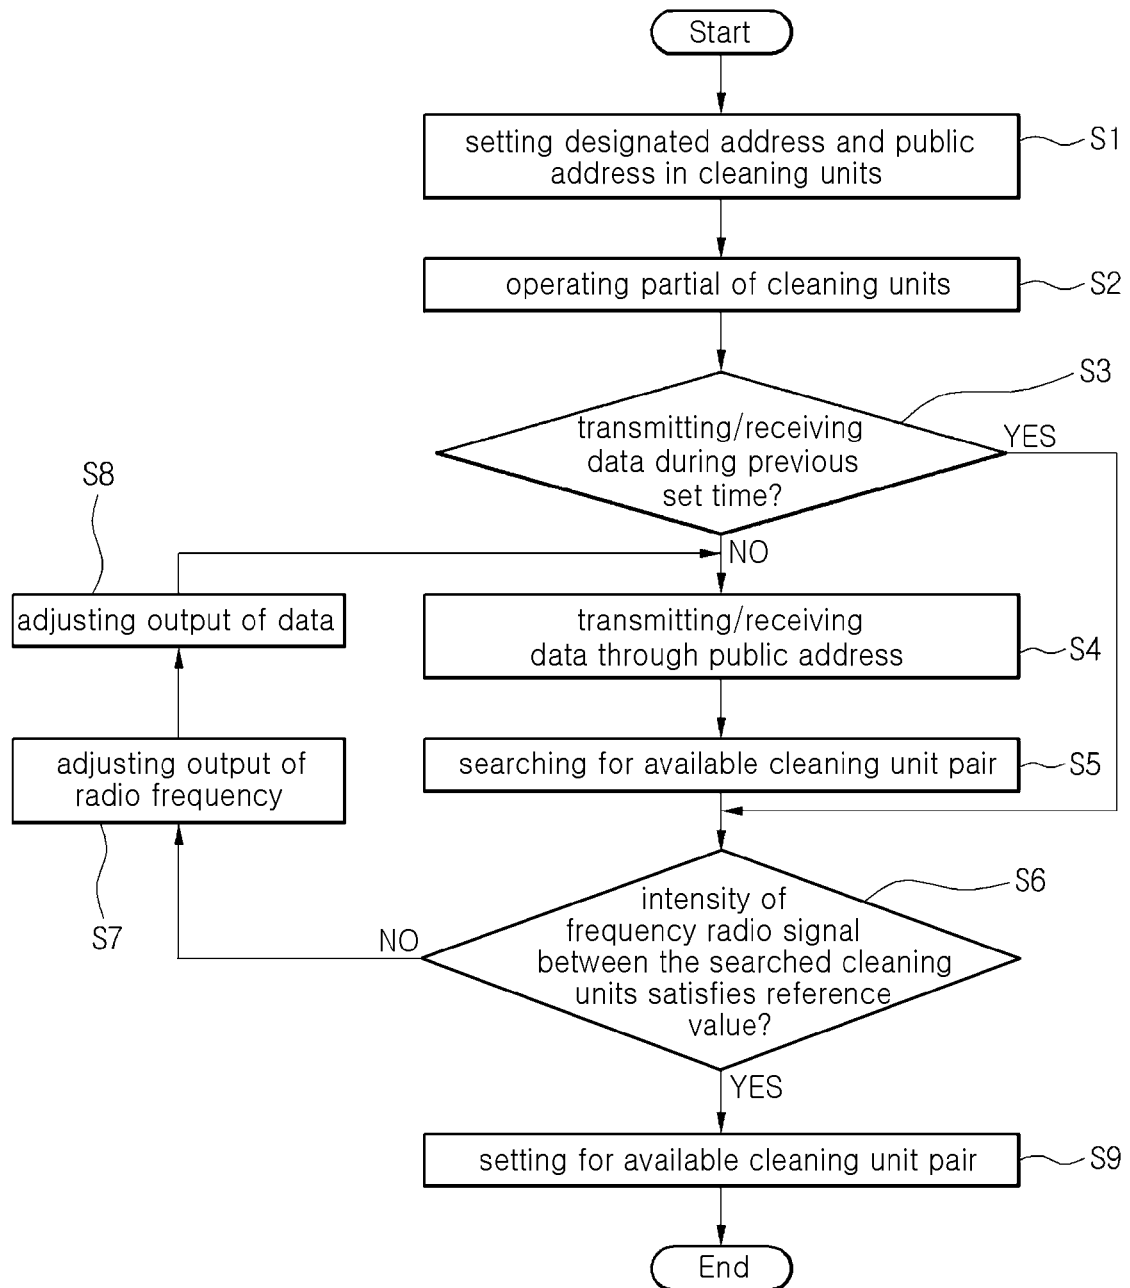 Start
setting designated address and public
address in cleaning units
S1
operating partial of cleaning units
S2
S3
transmitting/receiving
data during previous
set time?
YES
NO
S8
adjusting output of data
transmitting/receiving
data through public address
S4
adjusting output of
radio frequency
S7
searching for available cleaning unit pair
S5
S6
intensity of
frequency radio signal
between the searched cleaning
units satisfies reference
value?
NO
YES
setting for available cleaning unit pair
S9
End